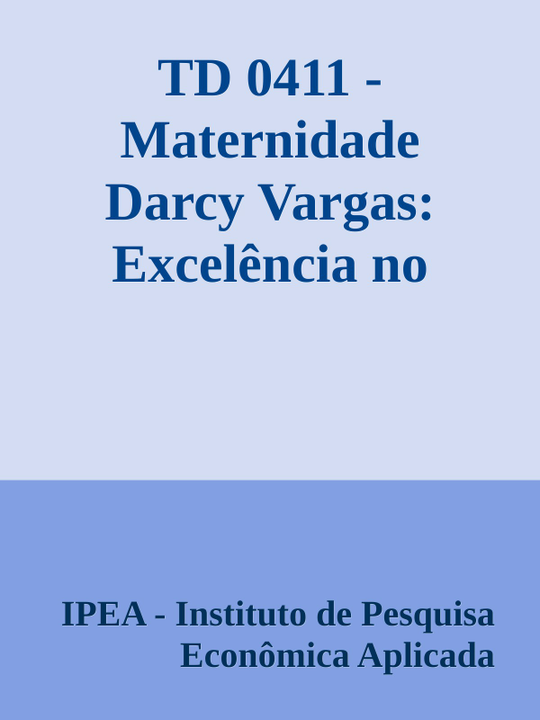 TD 0411 -
Maternidade
Darcy Vargas:
Excelência no
IPEA - Instituto de Pesquisa
Econômica Aplicada